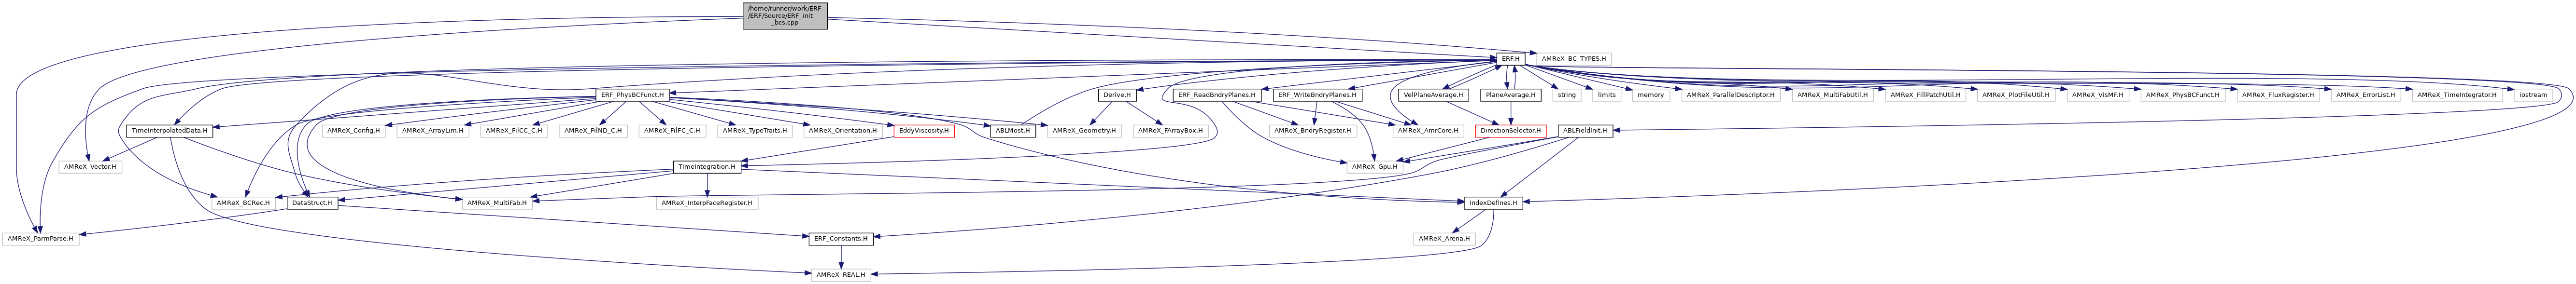 /home/runner/work/ERF
/ERF/Source/ERF_init
_bcs.cpp
ERF.H
AMReX_BC_TYPES.H
ERF_PhysBCFunct.H
Derive.H
ERF_ReadBndryPlanes.H
ERF_WriteBndryPlanes.H
VelPlaneAverage.H
PlaneAverage.H
string
limits
memory
AMReX_ParallelDescriptor.H
AMReX_MultiFabUtil.H
AMReX_FillPatchUtil.H
AMReX_PlotFileUtil.H
AMReX_VisMF.H
AMReX_PhysBCFunct.H
AMReX_FluxRegister.H
AMReX_ErrorList.H
AMReX_TimeIntegrator.H
iostream
TimeInterpolatedData.H
AMReX_Config.H
AMReX_ArrayLim.H
AMReX_FilCC_C.H
AMReX_FilND_C.H
AMReX_FilFC_C.H
AMReX_TypeTraits.H
AMReX_Orientation.H
EddyViscosity.H
ABLMost.H
AMReX_Geometry.H
AMReX_FArrayBox.H
AMReX_BndryRegister.H
AMReX_AmrCore.H
DirectionSelector.H
ABLFieldInit.H
AMReX_Vector.H
TimeIntegration.H
AMReX_Gpu.H
AMReX_BCRec.H
DataStruct.H
AMReX_MultiFab.H
AMReX_InterpFaceRegister.H
IndexDefines.H
AMReX_ParmParse.H
ERF_Constants.H
AMReX_Arena.H
AMReX_REAL.H